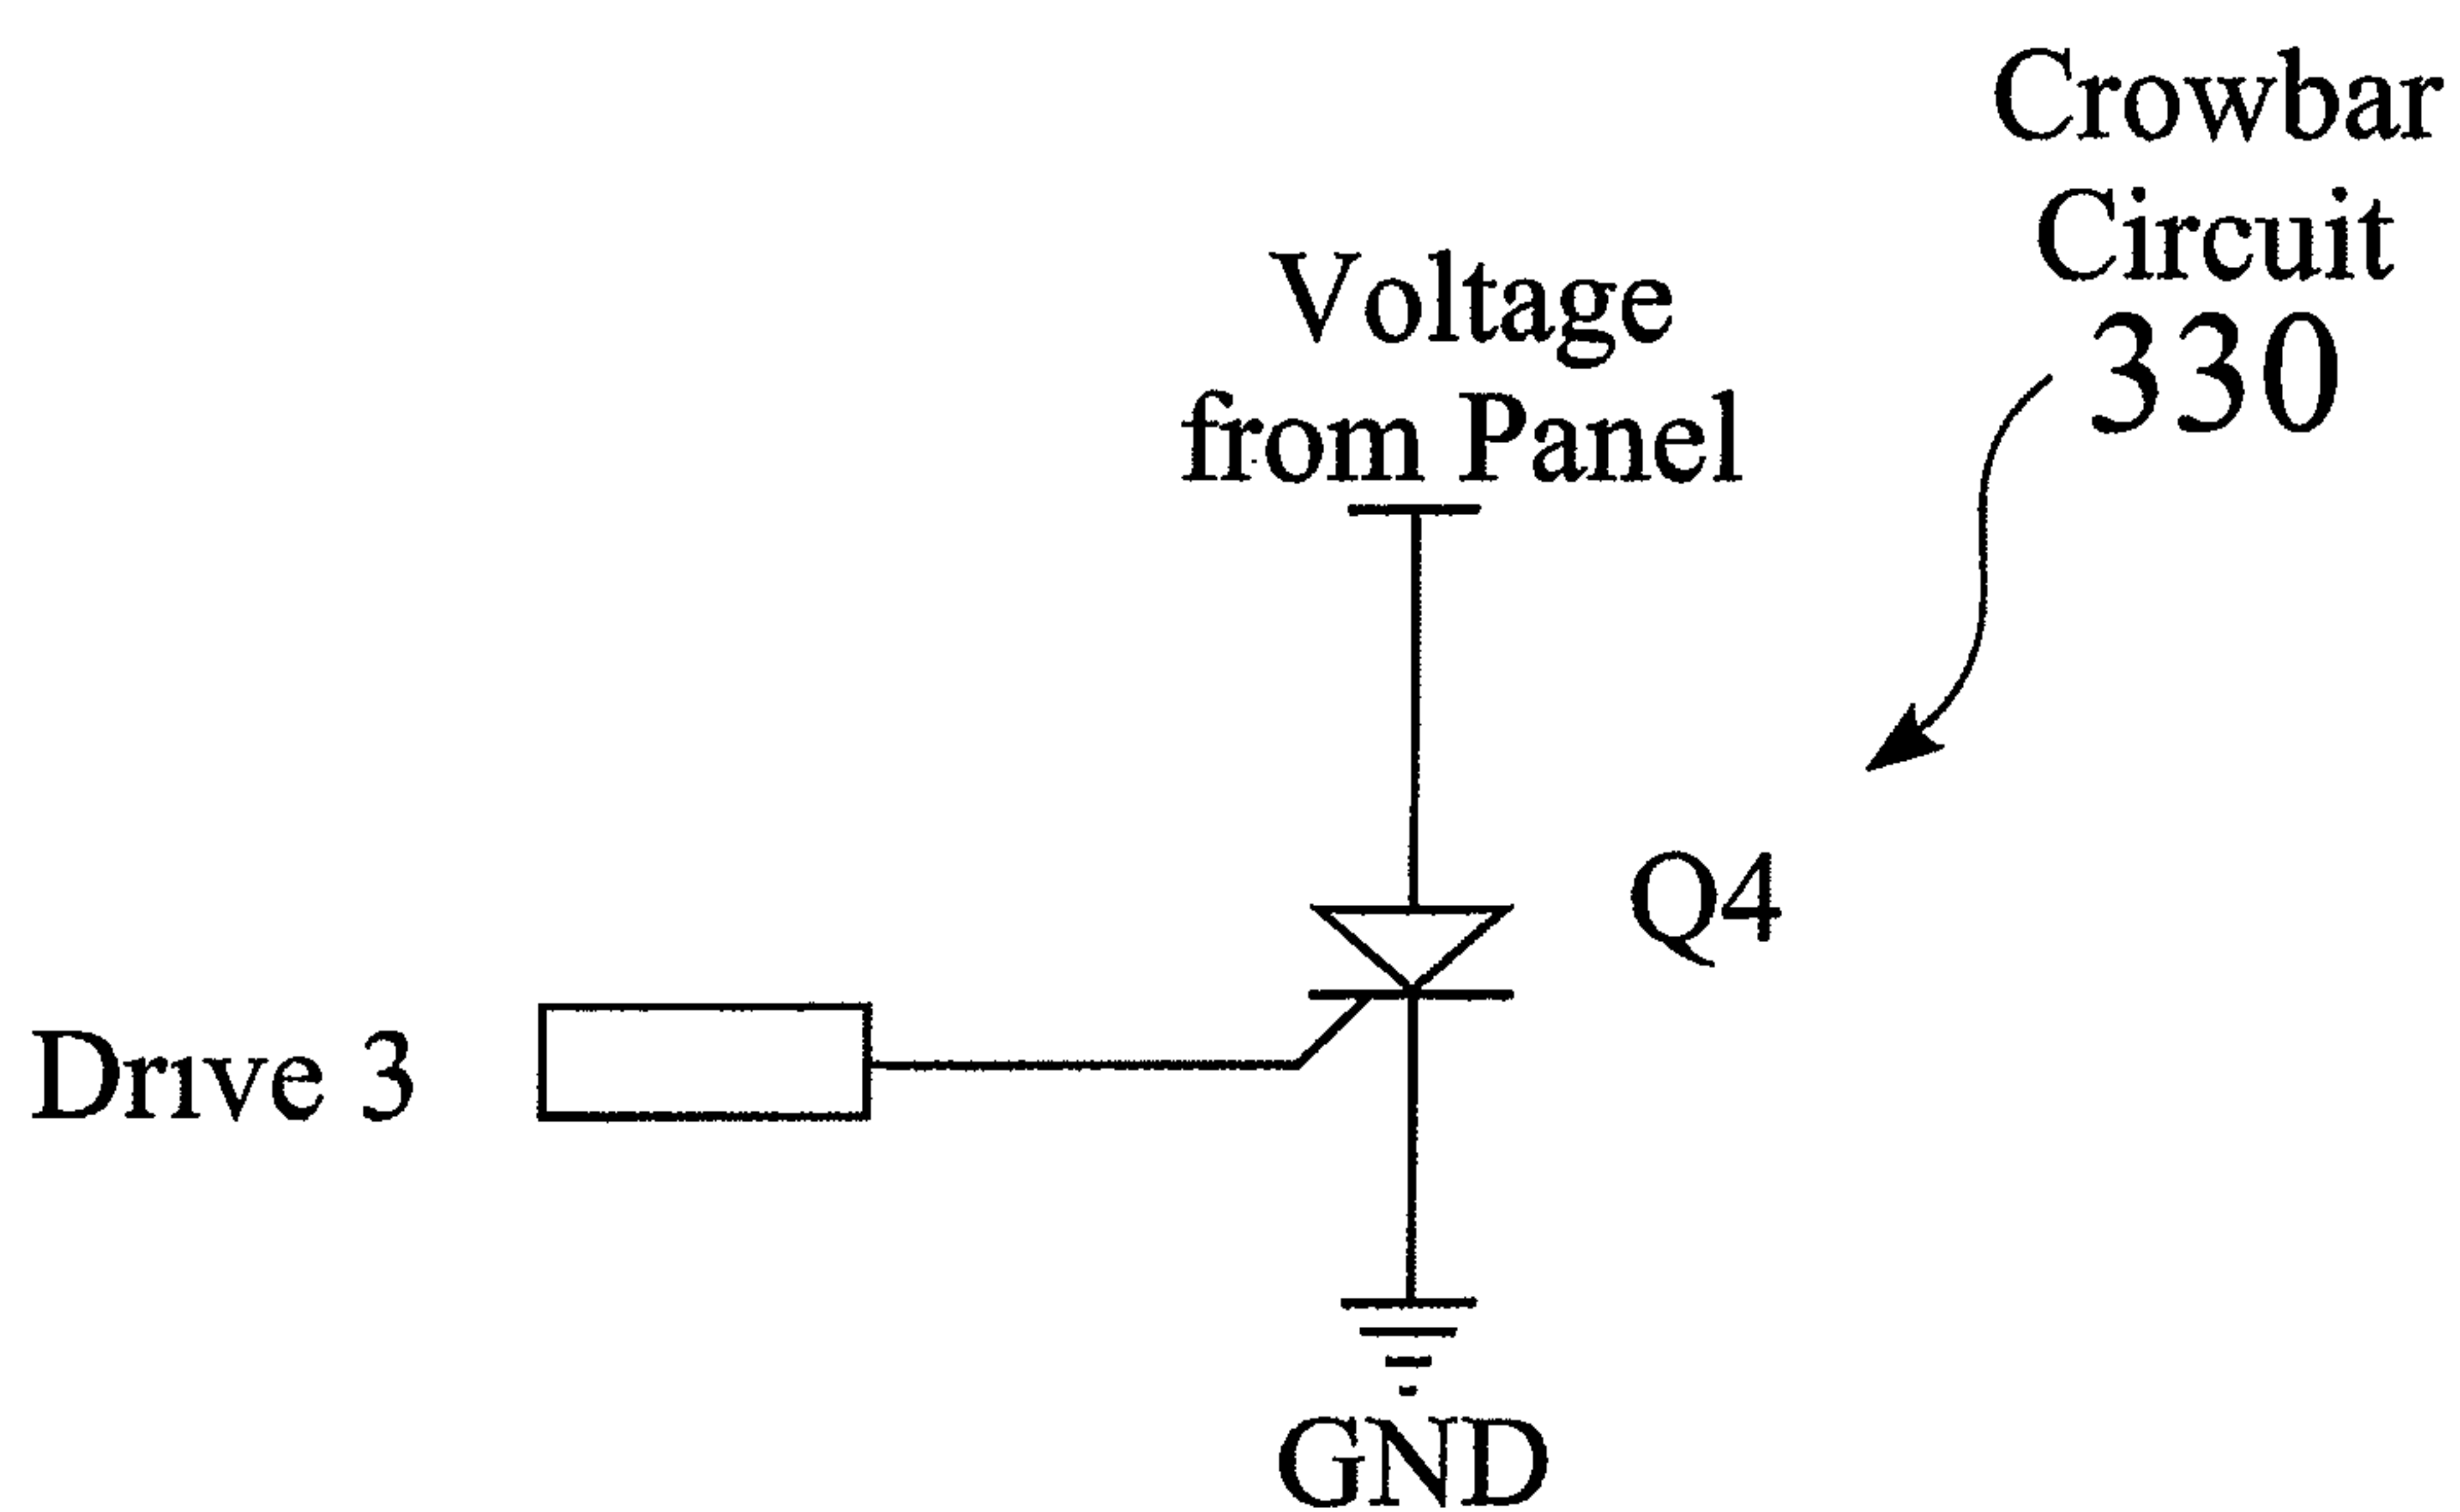 Crowbar
Circuit
330
Voltage
from Panel
Q4
Drive 3
GND